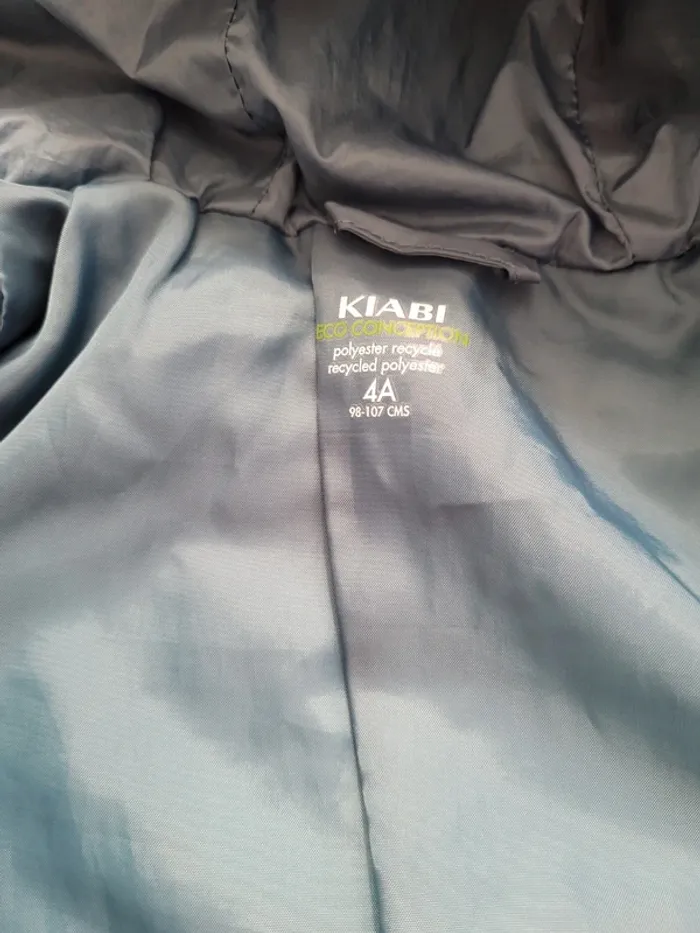 KIABI
ECO CONCEPTION
polyester recyclé
recycled polyester
4A
98-107 CMS